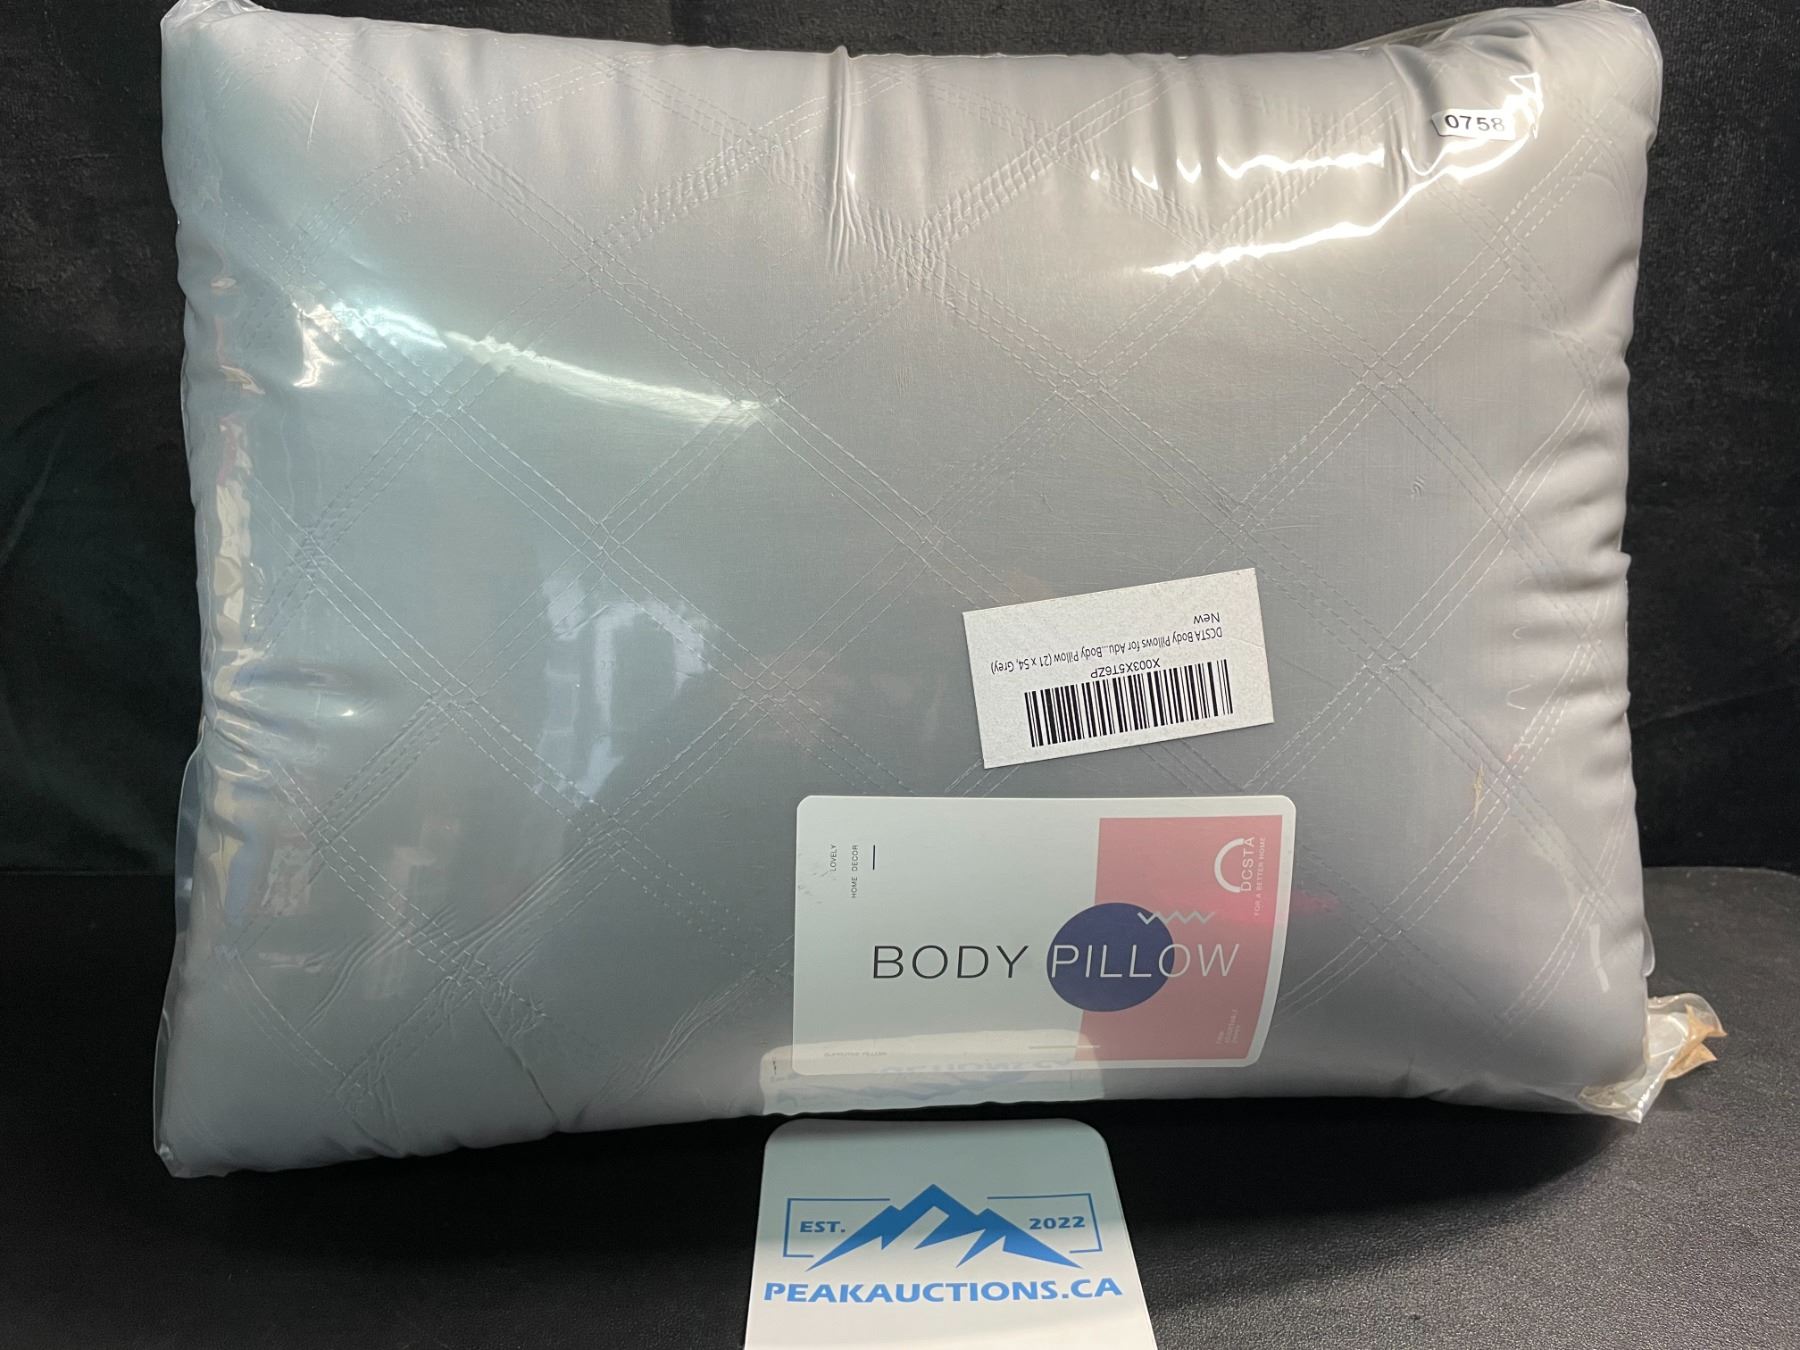 0758
New
DCSTA Body Pillows for Adu...Body Pillow (21 x 54, Grey)
X003X5T6ZP
LOVELY
HOME DECOR
DCSTA
FOR A BETTER HOME
BODY PILLOW
EST. 2022
PEAKAUCTIONS.CA